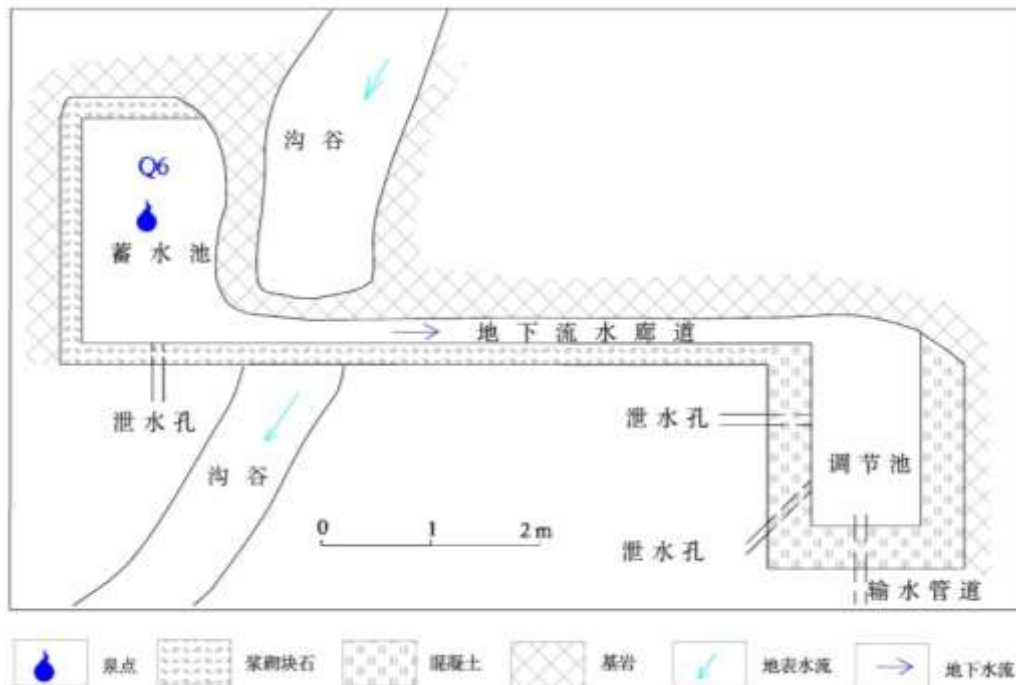 沟谷
Q6
蓄水池
地下流水廊道
泄水孔
泄水孔
沟谷
调节池
0 1 2 m
泄水孔
输水管道
泉点 浆砌块石 混凝土 基岩 地表水流 地下水流